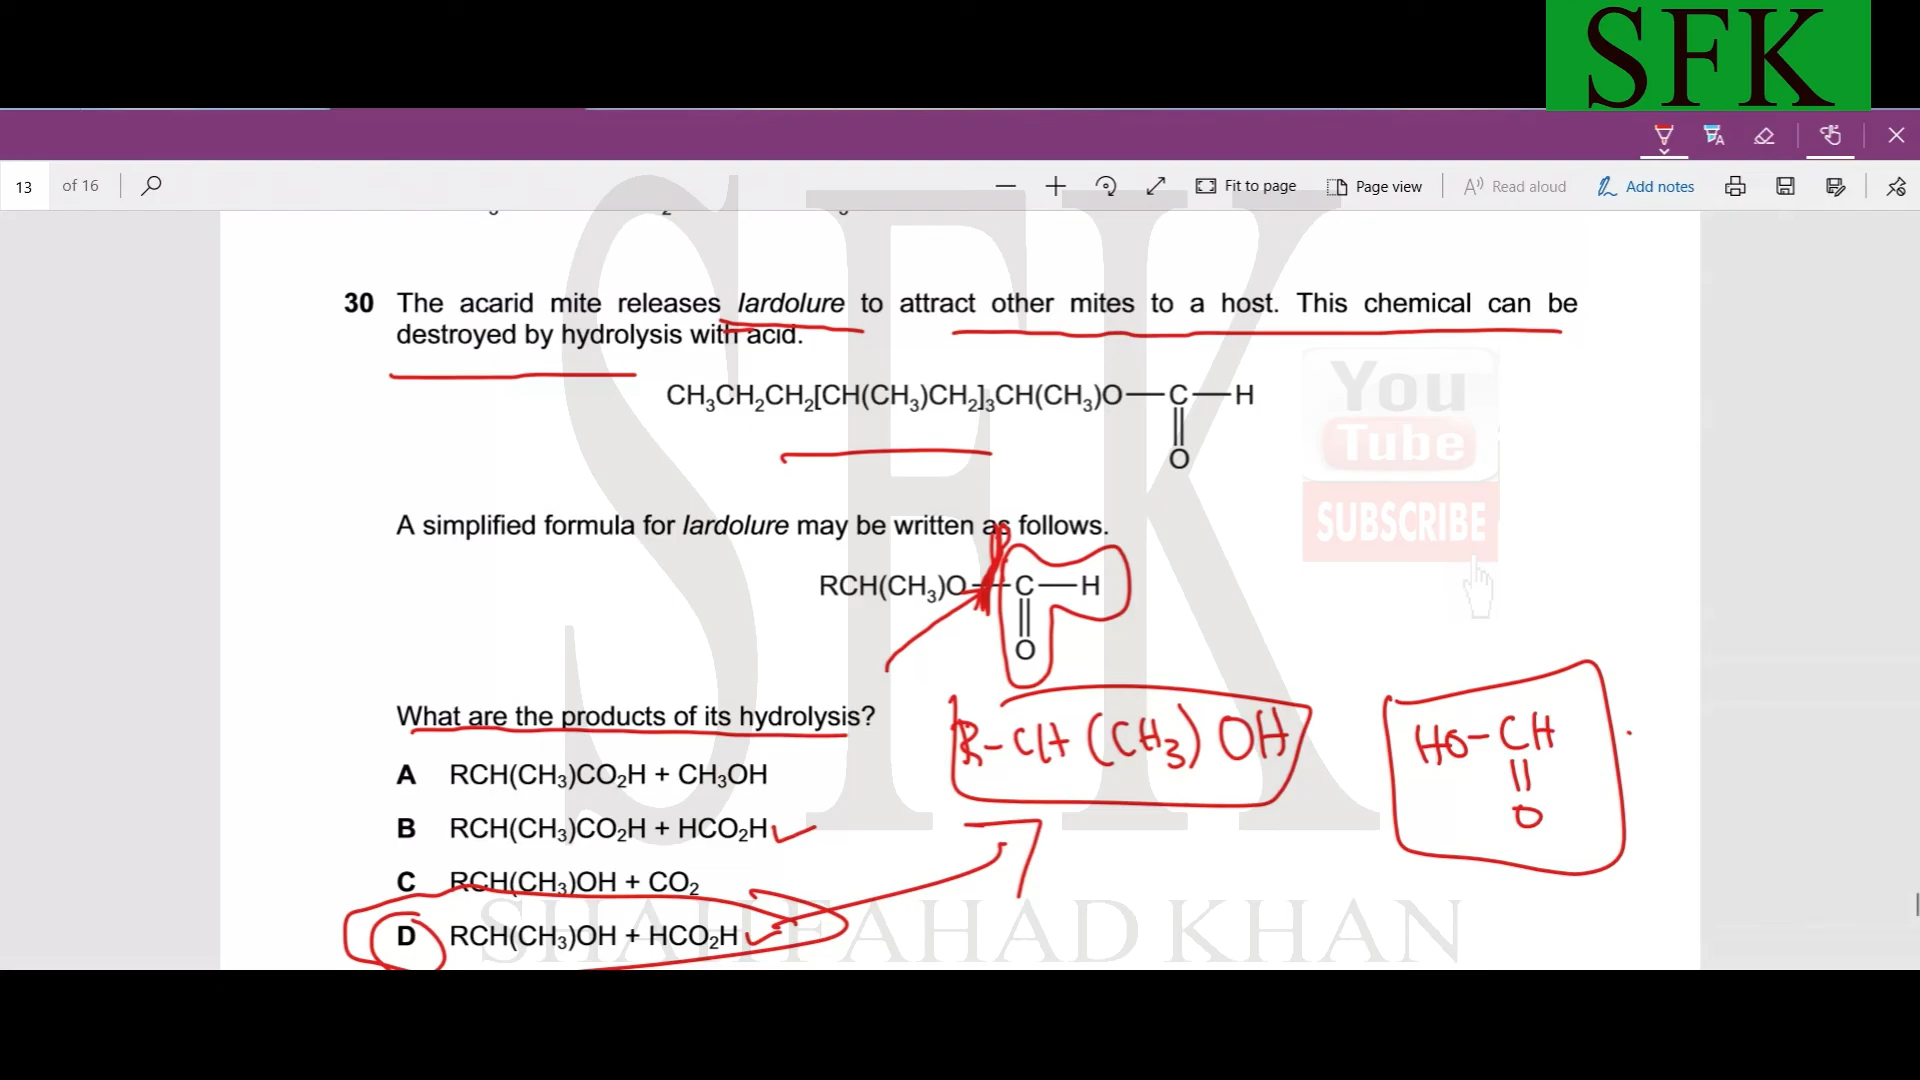 SFK
13 of 16
Fit to page
Page view
Read aloud
Add notes
30 The acarid mite releases lardolure to attract other mites to a host. This chemical can be
destroyed by hydrolysis with acid.
CH₃CH₂CH₂[CH(CH₃)CH₂]₃CH(CH₃)O—C—H
O
You
Tube
SUBSCRIBE
A simplified formula for lardolure may be written as follows.
RCH(CH₃)O—C—H
O
What are the products of its hydrolysis?
R-CH(CH₃)OH
HO-CH
O
A RCH(CH₃)CO₂H + CH₃OH
B RCH(CH₃)CO₂H + HCO₂H
C RCH(CH₃)OH + CO₂
D RCH(CH₃)OH + HCO₂H
SFK
SHAH FAHAD KHAN